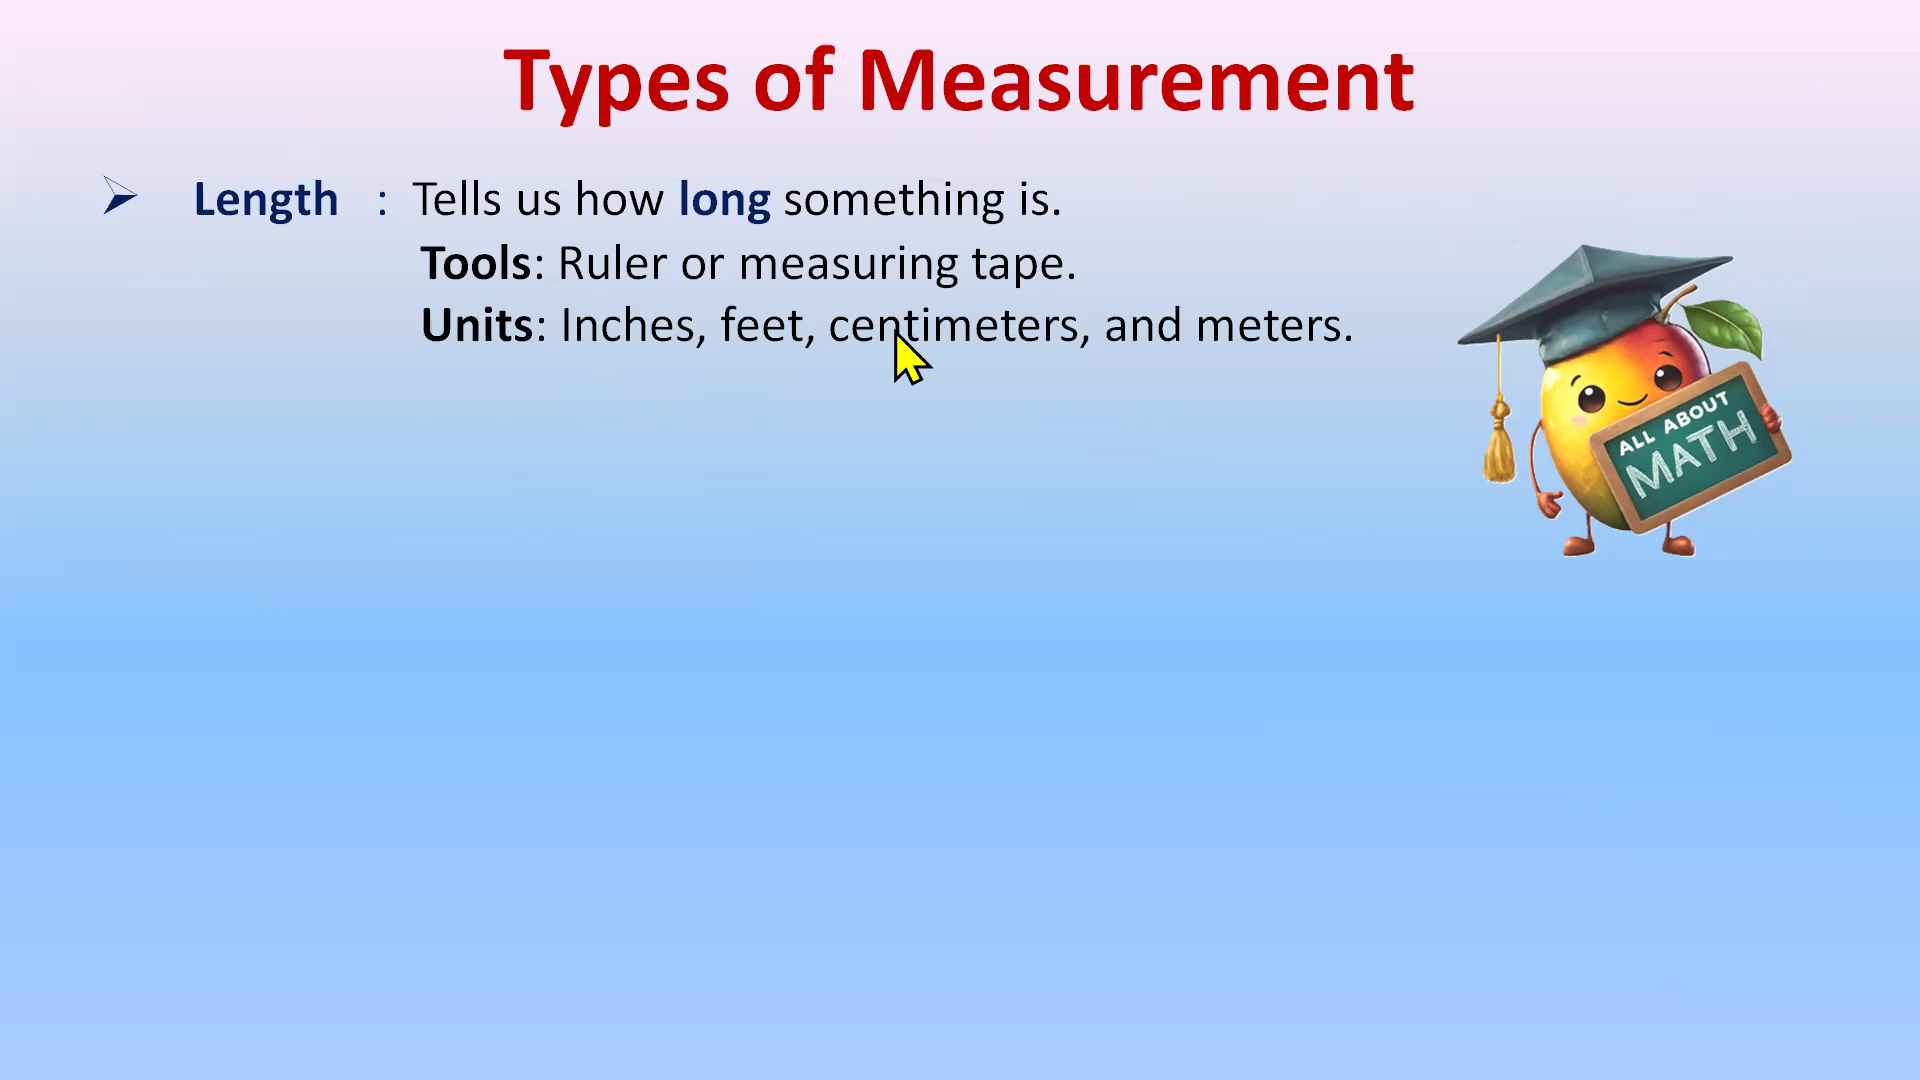 Types of Measurement
➢ Length : Tells us how long something is.
Tools: Ruler or measuring tape.
Units: Inches, feet, centimeters, and meters.
ALL ABOUT
MATH